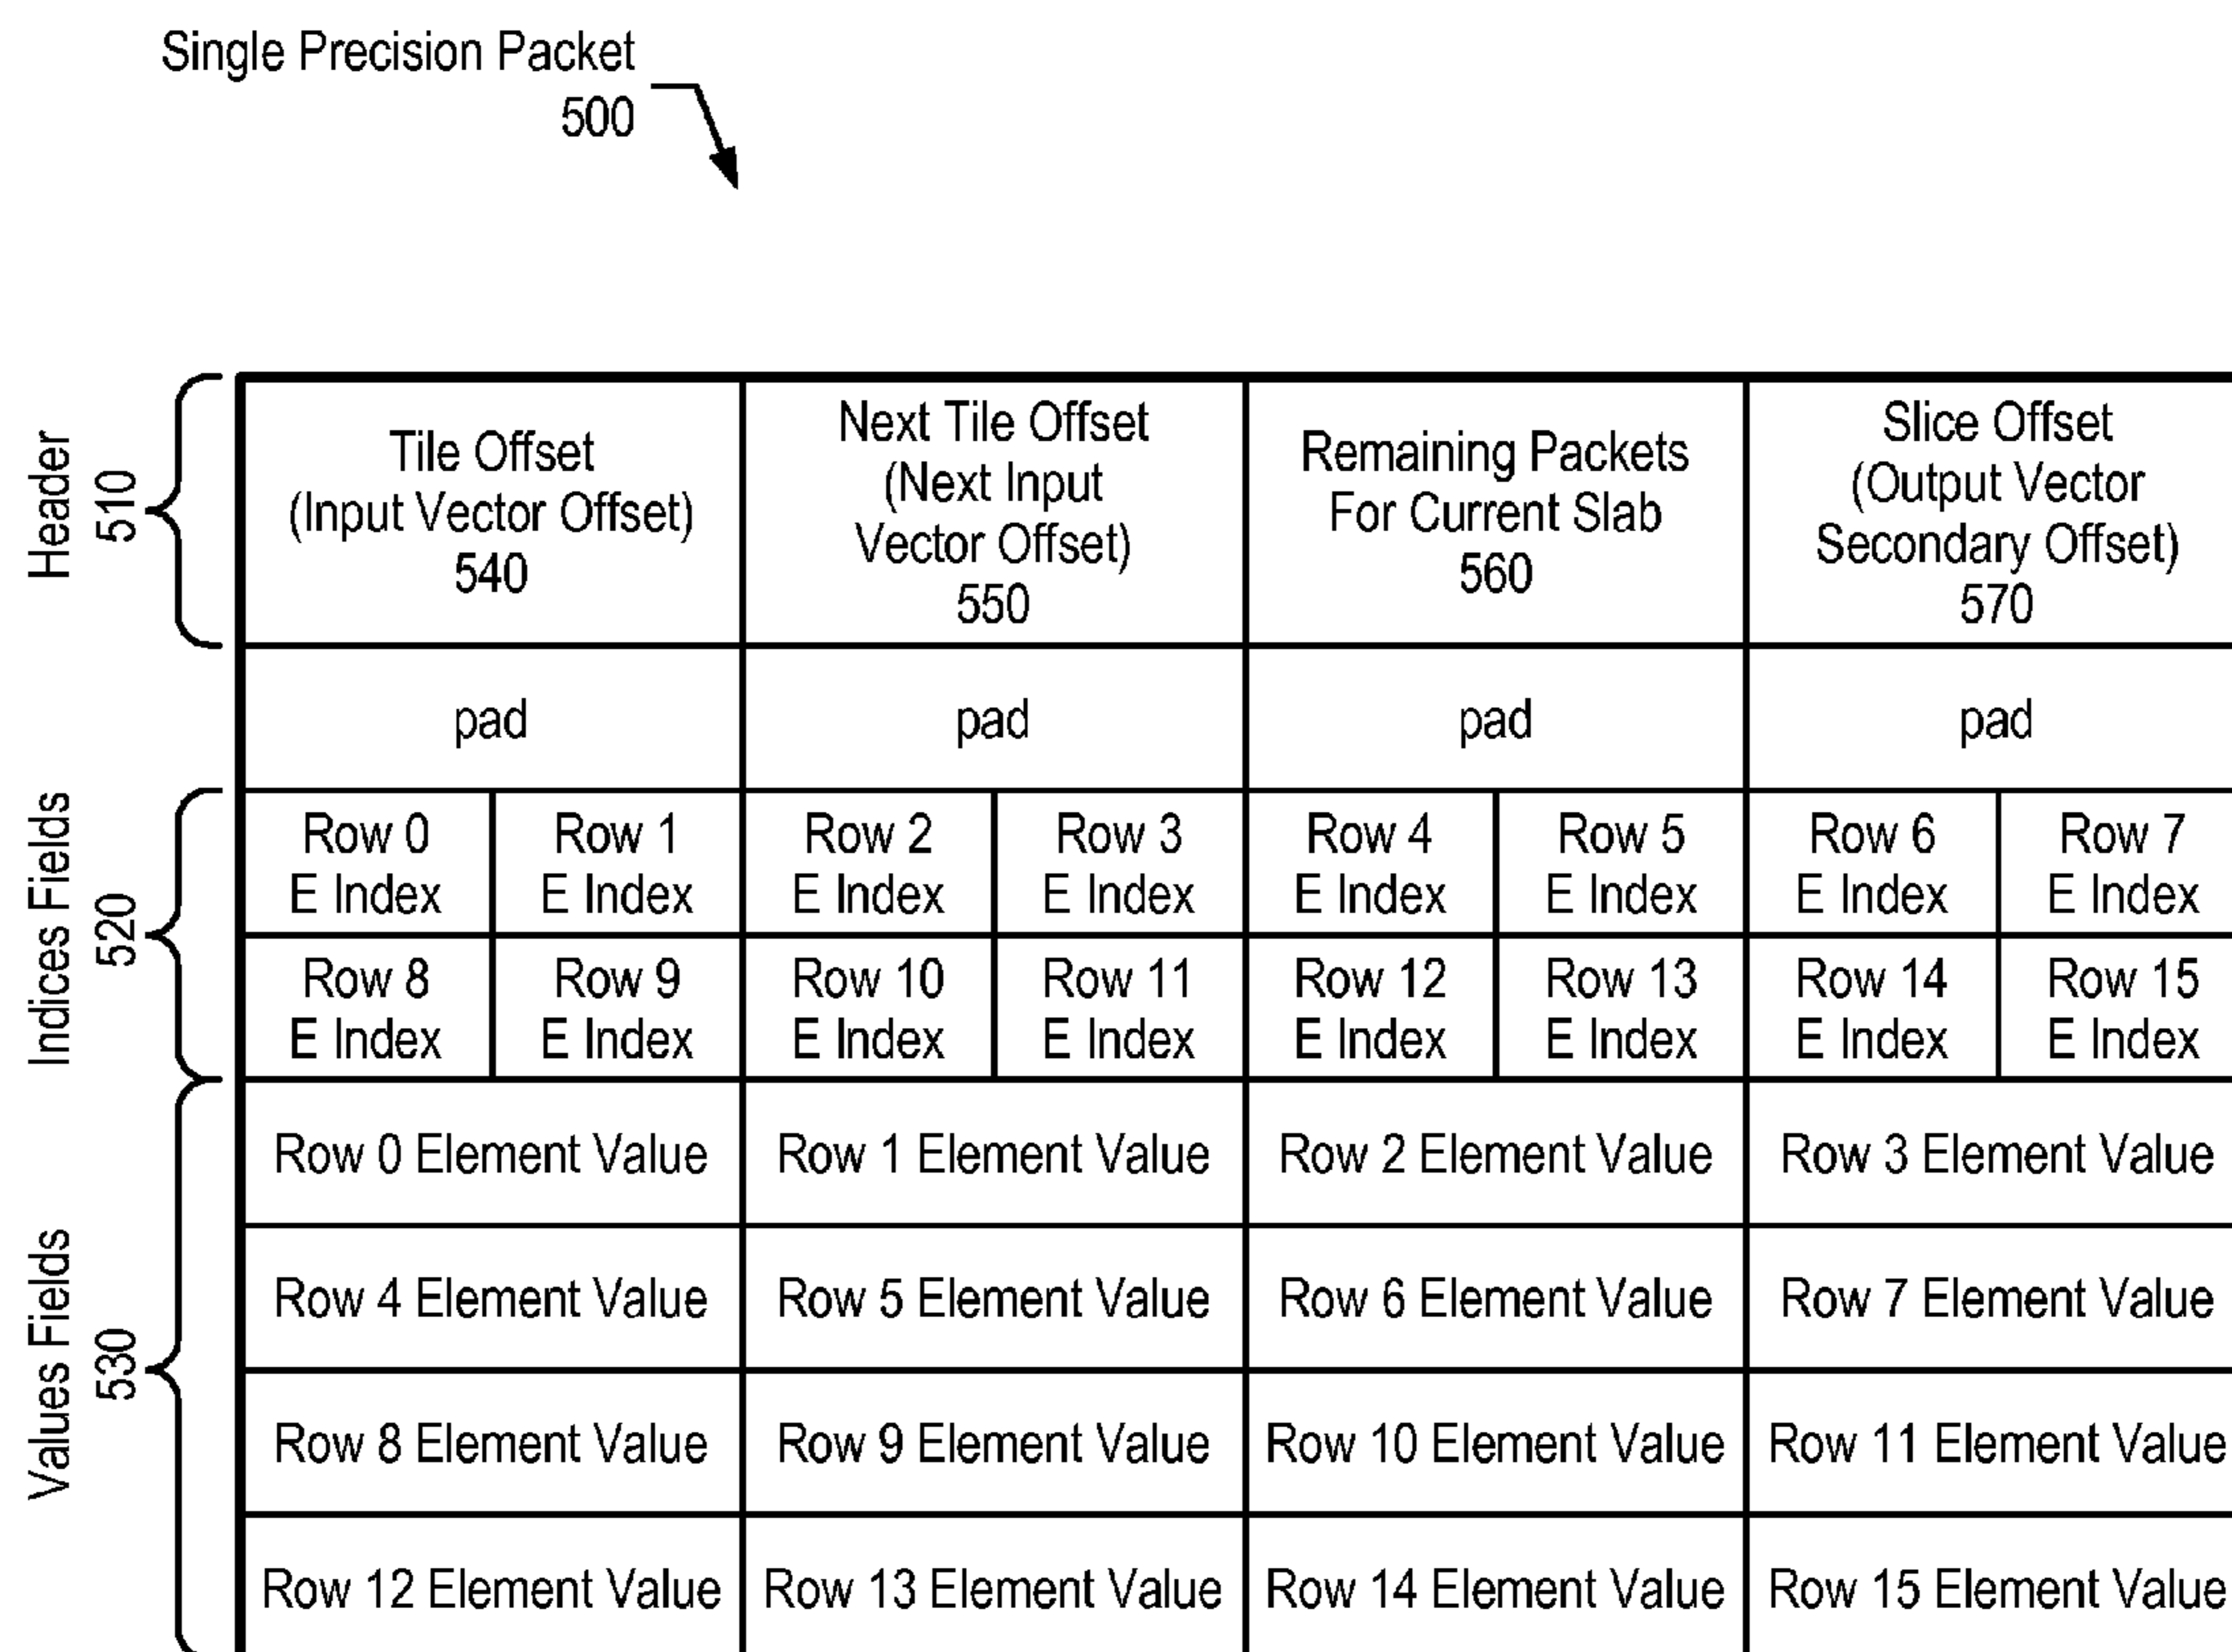 Single Precision Packet
500
Header
510
Tile Offset
(Input Vector Offset)
540
Next Tile Offset
(Next Input
Vector Offset)
550
Remaining Packets
For Current Slab
560
Slice Offset
(Output Vector
Secondary Offset)
570
pad
pad
pad
pad
Indices Fields
520
Row 0
E Index
Row 1
E Index
Row 2
E Index
Row 3
E Index
Row 4
E Index
Row 5
E Index
Row 6
E Index
Row 7
E Index
Row 8
E Index
Row 9
E Index
Row 10
E Index
Row 11
E Index
Row 12
E Index
Row 13
E Index
Row 14
E Index
Row 15
E Index
Values Fields
530
Row 0 Element Value
Row 1 Element Value
Row 2 Element Value
Row 3 Element Value
Row 4 Element Value
Row 5 Element Value
Row 6 Element Value
Row 7 Element Value
Row 8 Element Value
Row 9 Element Value
Row 10 Element Value
Row 11 Element Value
Row 12 Element Value
Row 13 Element Value
Row 14 Element Value
Row 15 Element Value